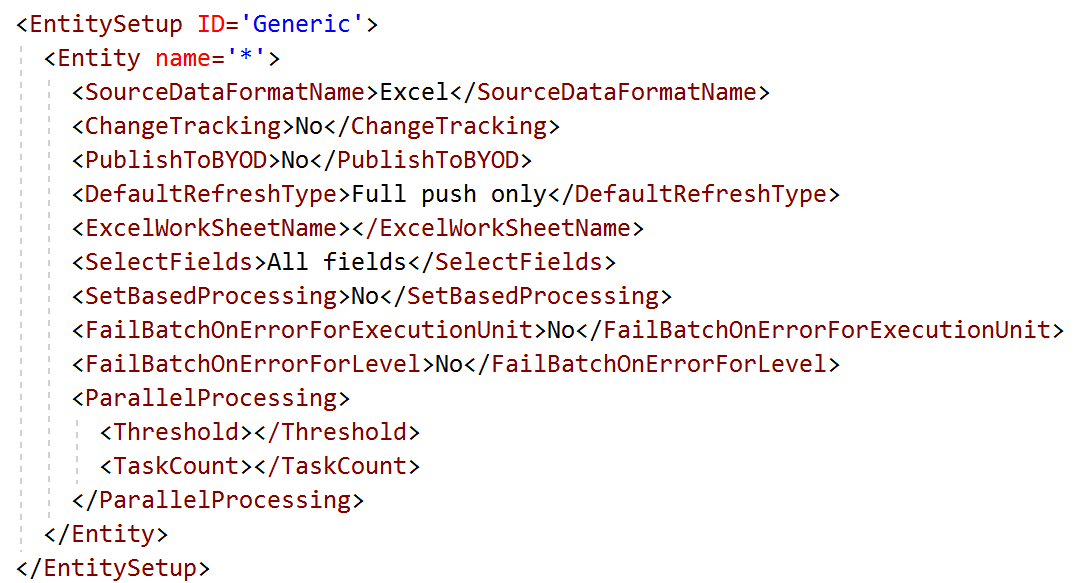 <EntitySetup ID='Generic'>
<Entity name='*'>
<SourceDataFormatName>Excel</SourceDataFormatName>
<ChangeTracking>No</ChangeTracking>
<PublishToBYOD>No</PublishToBYOD>
<DefaultRefreshType>Full push only</DefaultRefreshType>
<ExcelWorkSheetName></ExcelWorkSheetName>
<SelectFields>All fields</SelectFields>
<SetBasedProcessing>No</SetBasedProcessing>
<FailBatchOnErrorForExecutionUnit>No</FailBatchOnErrorForExecutionUnit>
<FailBatchOnErrorForLevel>No</FailBatchOnErrorForLevel>
<ParallelProcessing>
<Threshold></Threshold>
<TaskCount></TaskCount>
</ParallelProcessing>
</Entity>
</EntitySetup>